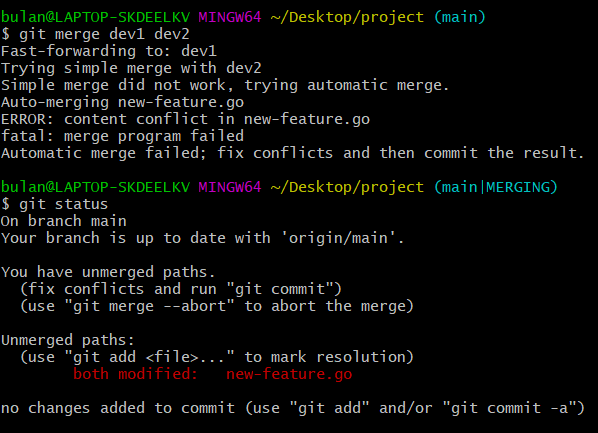 bulan@LAPTOP-SKDEELKV MINGW64 ~/Desktop/project (main)
$ git merge dev1 dev2
Fast-forwarding to: dev1
Trying simple merge with dev2
Simple merge did not work, trying automatic merge.
Auto-merging new-feature.go
ERROR: content conflict in new-feature.go
fatal: merge program failed
Automatic merge failed; fix conflicts and then commit the result.

bulan@LAPTOP-SKDEELKV MINGW64 ~/Desktop/project (main|MERGING)
$ git status
On branch main
Your branch is up to date with 'origin/main'.

You have unmerged paths.
  (fix conflicts and run "git commit")
  (use "git merge --abort" to abort the merge)

Unmerged paths:
  (use "git add <file>..." to mark resolution)
        both modified:   new-feature.go

no changes added to commit (use "git add" and/or "git commit -a")